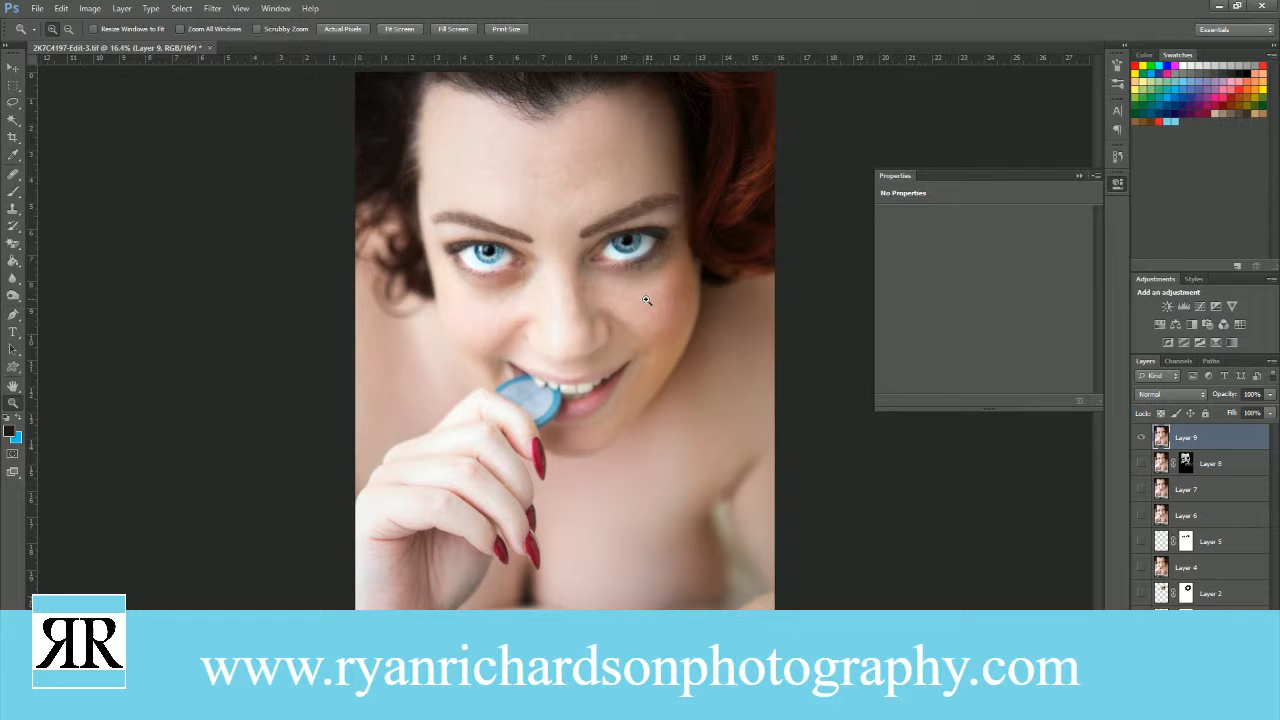 Ps File Edit Image Layer Type Select Filter View Window Help
Resize Windows to Fit Zoom All Windows Scrubby Zoom Actual Pixels Fit Screen Fill Screen Print Size Essentials
2K7C4197-Edit-3.tif @ 16.4% (Layer 9, RGB/16*) * ×
Color Swatches
Properties
No Properties
Adjustments Styles
Add an adjustment
Layers Channels Paths
Kind
Normal Opacity: 100%
Lock: Fill: 100%
Layer 9
Layer 8
Layer 7
Layer 6
Layer 5
Layer 4
Layer 2
RR
www.ryanrichardsonphotography.com